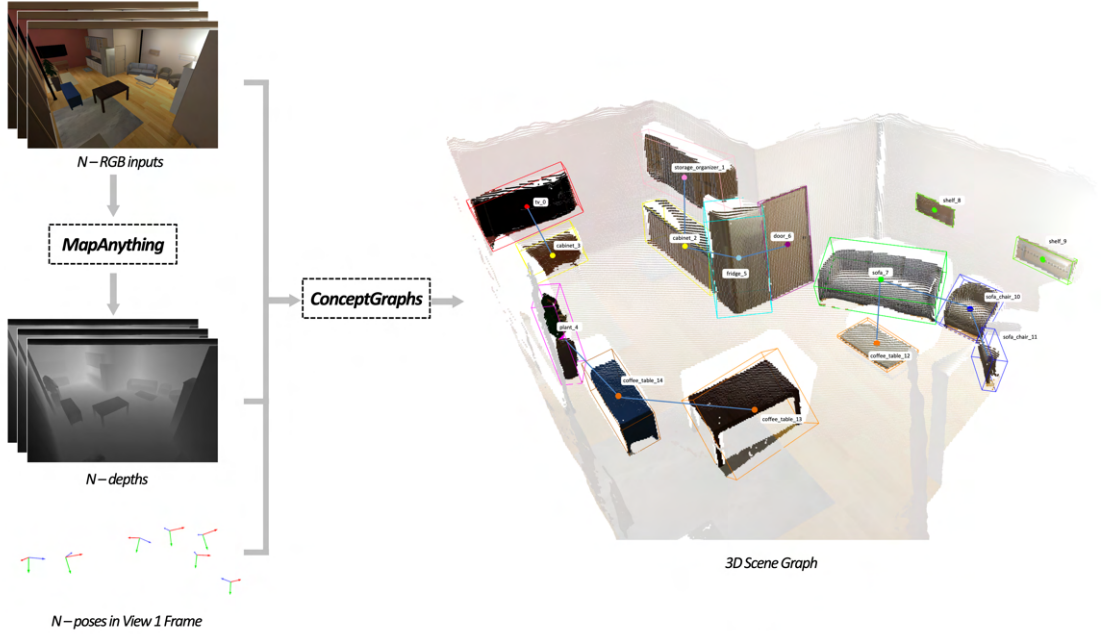 N – RGB inputs
MapAnything
N – depths
N – poses in View 1 Frame
ConceptGraphs
storage_organizer_1
tv_0
cabinet_3
cabinet_2
door_6
fridge_5
shelf_8
shelf_9
sofa_7
sofa_chair_10
sofa_chair_11
coffee_table_12
plant_4
coffee_table_14
coffee_table_13
3D Scene Graph